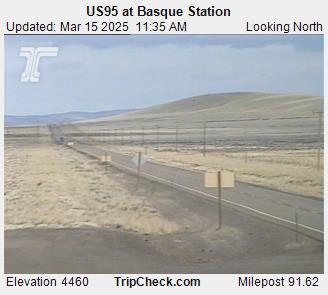 US95 at Basque Station
Updated: Mar 15 2025 11:35 AM Looking North
Elevation 4460 TripCheck.com Milepost 91.62